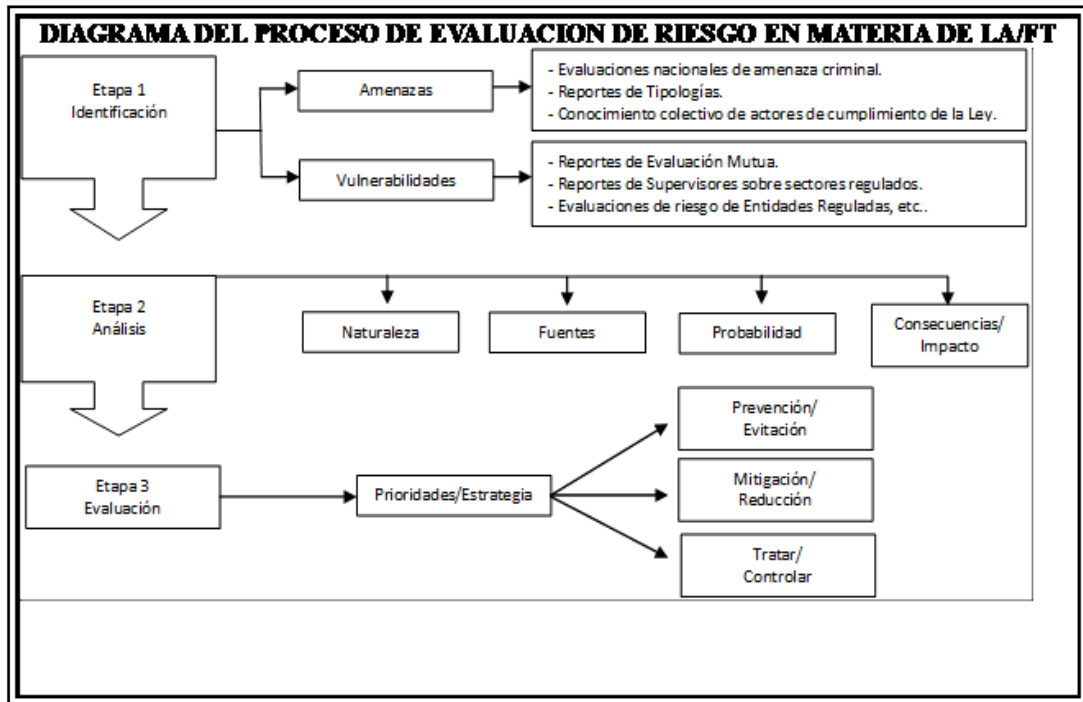 DIAGRAMA DEL PROCESO DE EVALUACION DE RIESGO EN MATERIA DE LA/FT
Etapa 1
Identificación
Amenazas
- Evaluaciones nacionales de amenaza criminal.
- Reportes de Tipologías.
- Conocimiento colectivo de actores de cumplimiento de la Ley.
Vulnerabilidades
- Reportes de Evaluación Mutua.
- Reportes de Supervisores sobre sectores regulados.
- Evaluaciones de riesgo de Entidades Reguladas, etc..
Etapa 2
Análisis
Naturaleza
Fuentes
Probabilidad
Consecuencias/
Impacto
Etapa 3
Evaluación
Prioridades/Estrategia
Prevención/
Evitación
Mitigación/
Reducción
Tratar/
Controlar